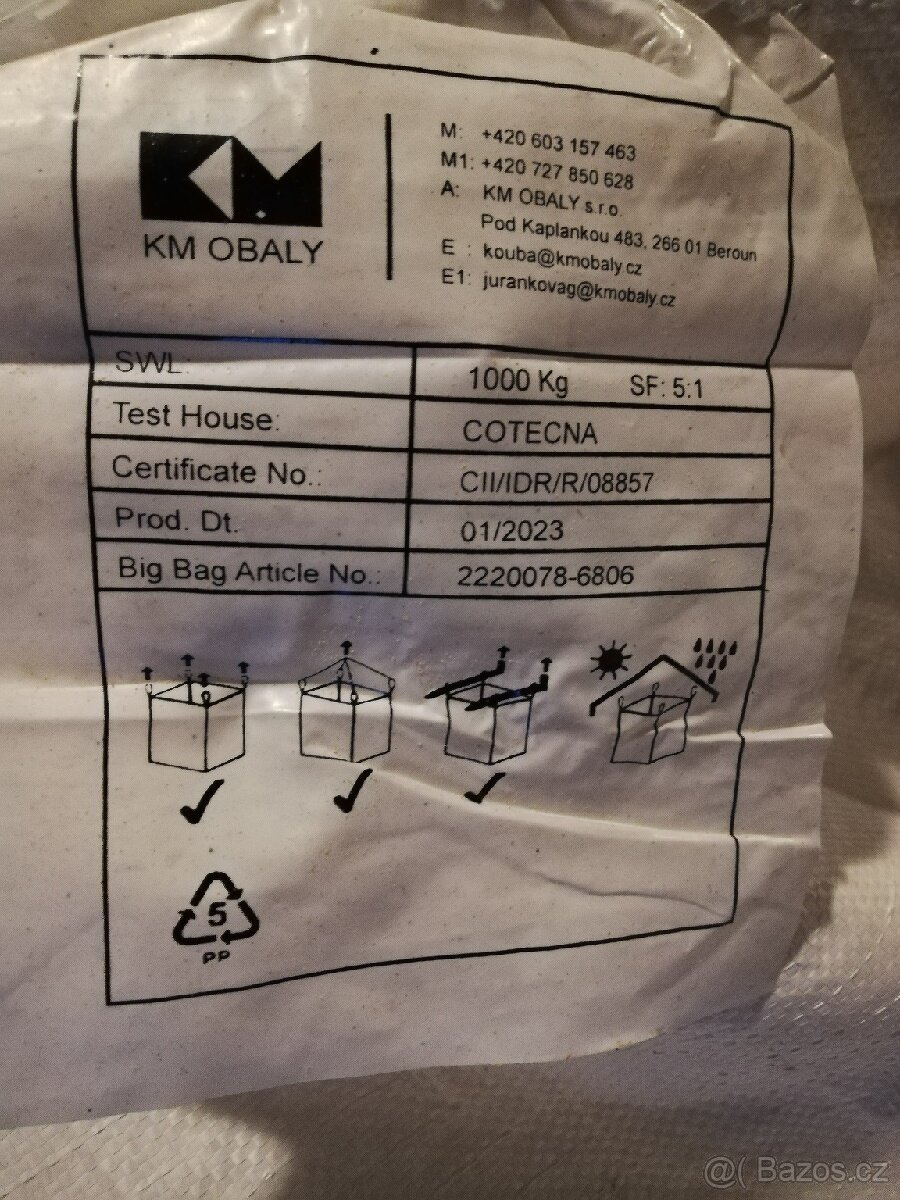 KM OBALY
M: +420 603 157 463
M1: +420 727 850 628
A: KM OBALY s.r.o.
Pod Kaplankou 483, 266 01 Beroun
E : kouba@kmobaly.cz
E1: jurankovag@kmobaly.cz
SWL: 1000 Kg SF: 5:1
Test House: COTECNA
Certificate No.: CII/IDR/R/08857
Prod. Dt. 01/2023
Big Bag Article No.: 2220078-6806
5
PP
@( Bazos.cz